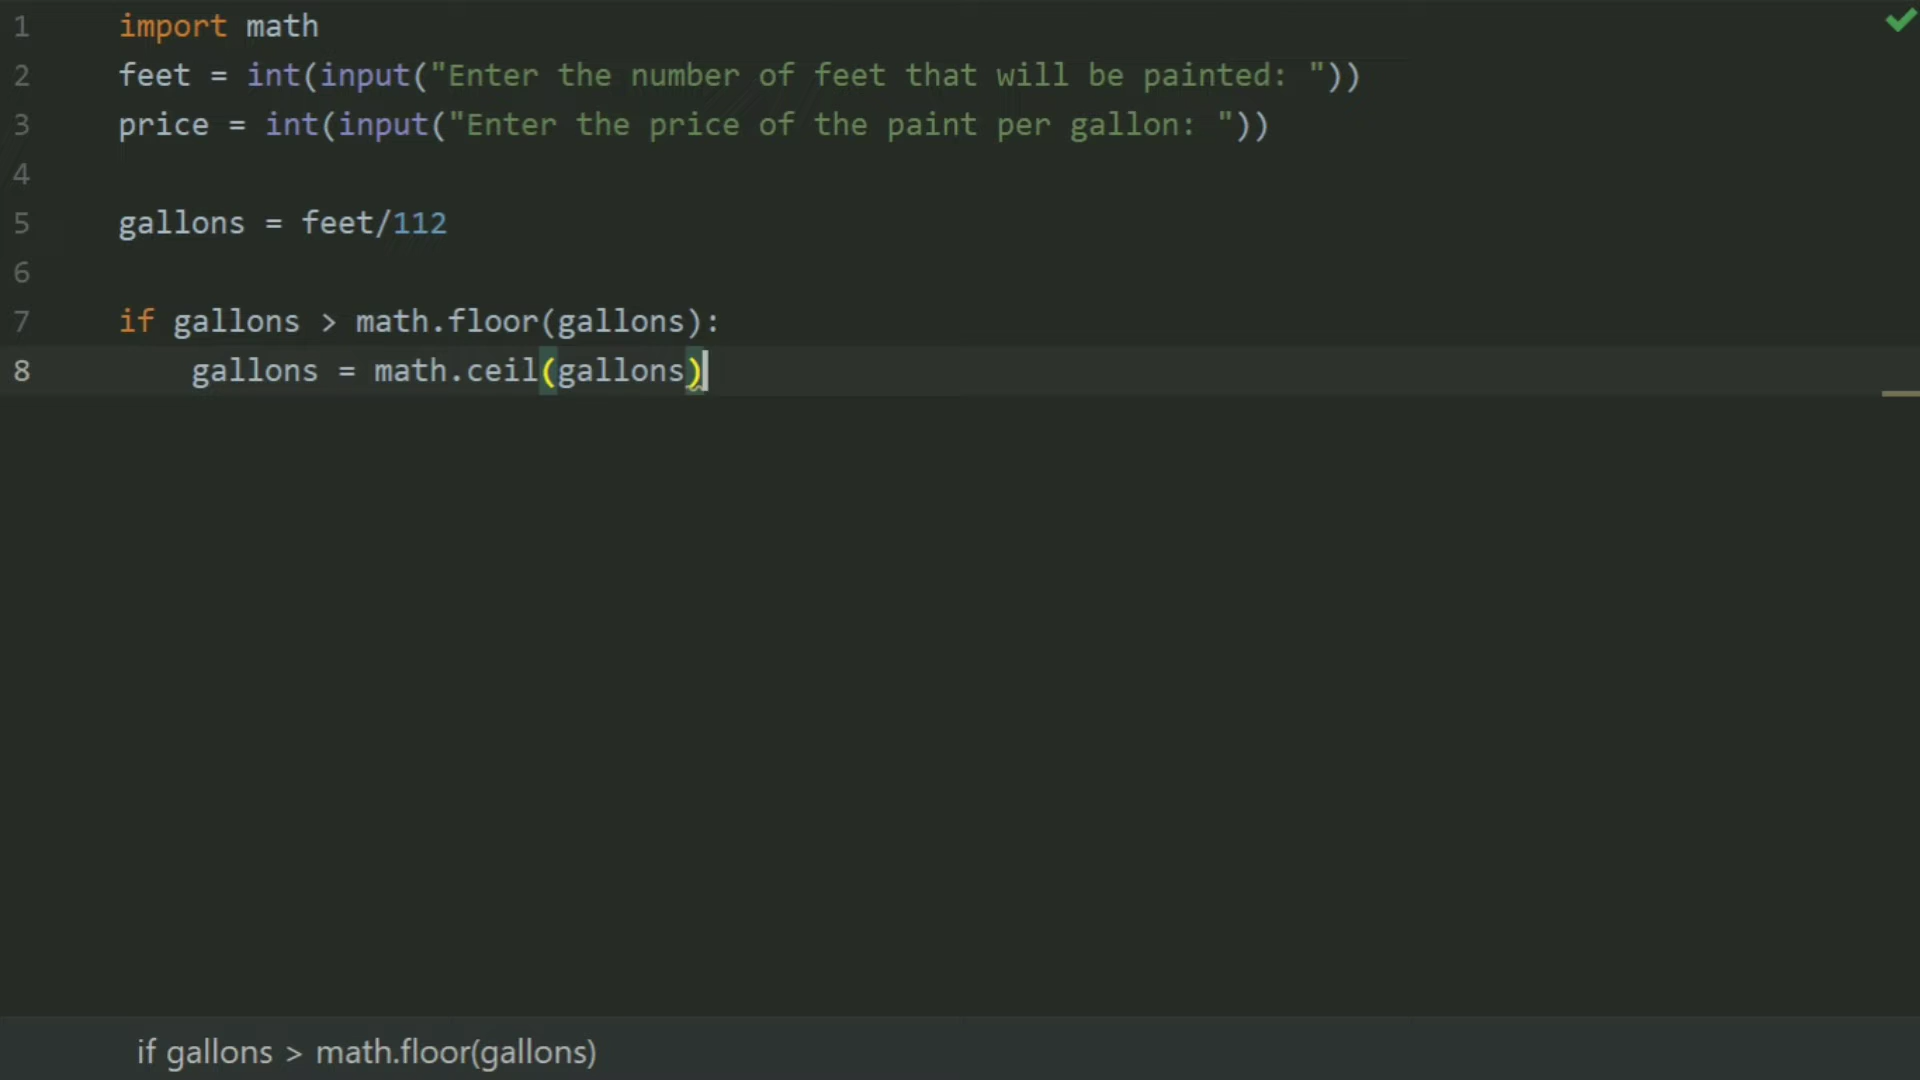 1 import math
2 feet = int(input("Enter the number of feet that will be painted: "))
3 price = int(input("Enter the price of the paint per gallon: "))
4
5 gallons = feet/112
6
7 if gallons > math.floor(gallons):
8     gallons = math.ceil(gallons)
if gallons > math.floor(gallons)